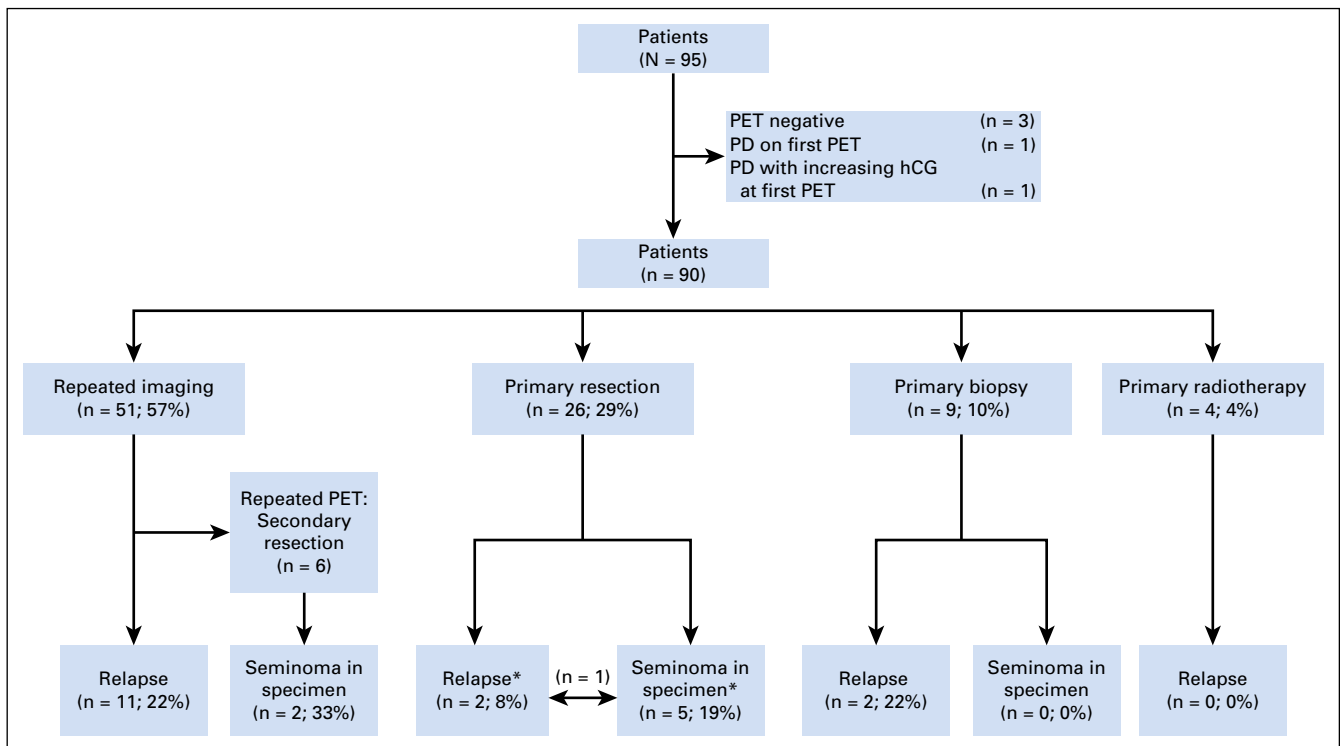 Patients
(N = 95)
PET negative (n = 3)
PD on first PET (n = 1)
PD with increasing hCG
at first PET (n = 1)
Patients
(n = 90)
Repeated imaging
(n = 51; 57%)
Primary resection
(n = 26; 29%)
Primary biopsy
(n = 9; 10%)
Primary radiotherapy
(n = 4; 4%)
Repeated PET:
Secondary
resection
(n = 6)
Relapse
(n = 11; 22%)
Seminoma in
specimen
(n = 2; 33%)
Relapse*
(n = 2; 8%)
(n = 1)
Seminoma in
specimen*
(n = 5; 19%)
Relapse
(n = 2; 22%)
Seminoma in
specimen
(n = 0; 0%)
Relapse
(n = 0; 0%)